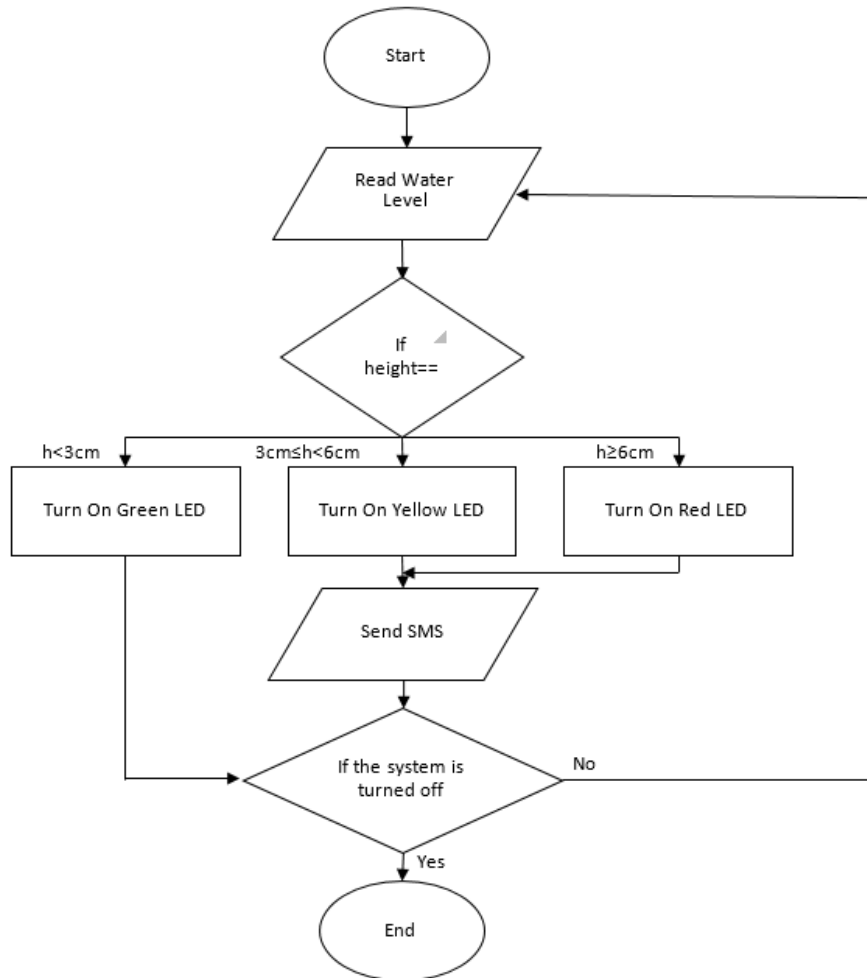 Start
Read Water
Level
If
height==
h<3cm
3cm≤h<6cm
h≥6cm
Turn On Green LED
Turn On Yellow LED
Turn On Red LED
Send SMS
If the system is
turned off
No
Yes
End